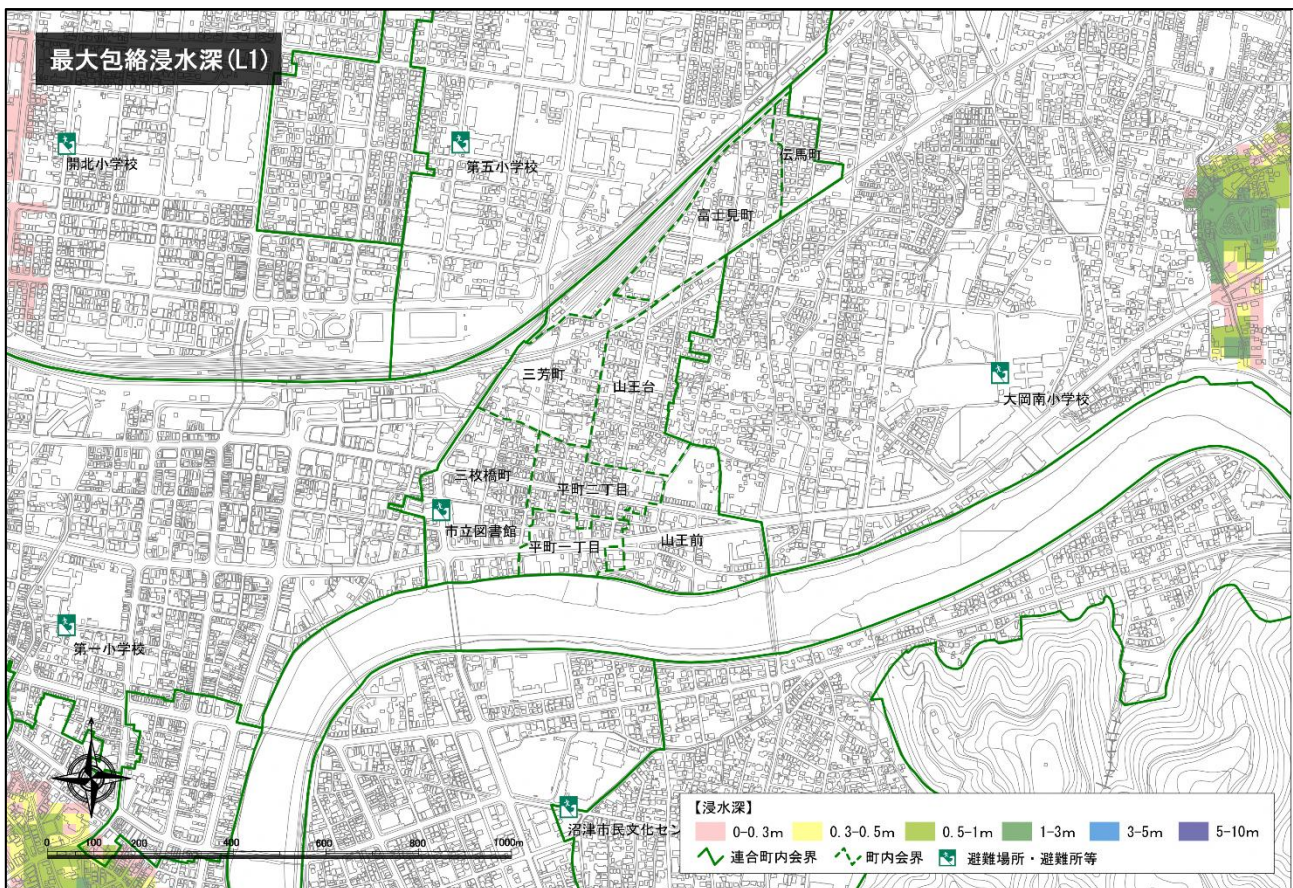 最大包絡浸水深(L1)
開北小学校
第五小学校
伝馬町
富士見町
三芳町
山王台
大岡南小学校
三枚橋町
平町二丁目
市立図書館
平町一丁目
山王前
第一小学校
沼津市民文化セン
0 100 200 400 600 800 1000m
【浸水深】
0-0.3m 0.3-0.5m 0.5-1m 1-3m 3-5m 5-10m
連合町内会界 町内会界 避難場所・避難所等